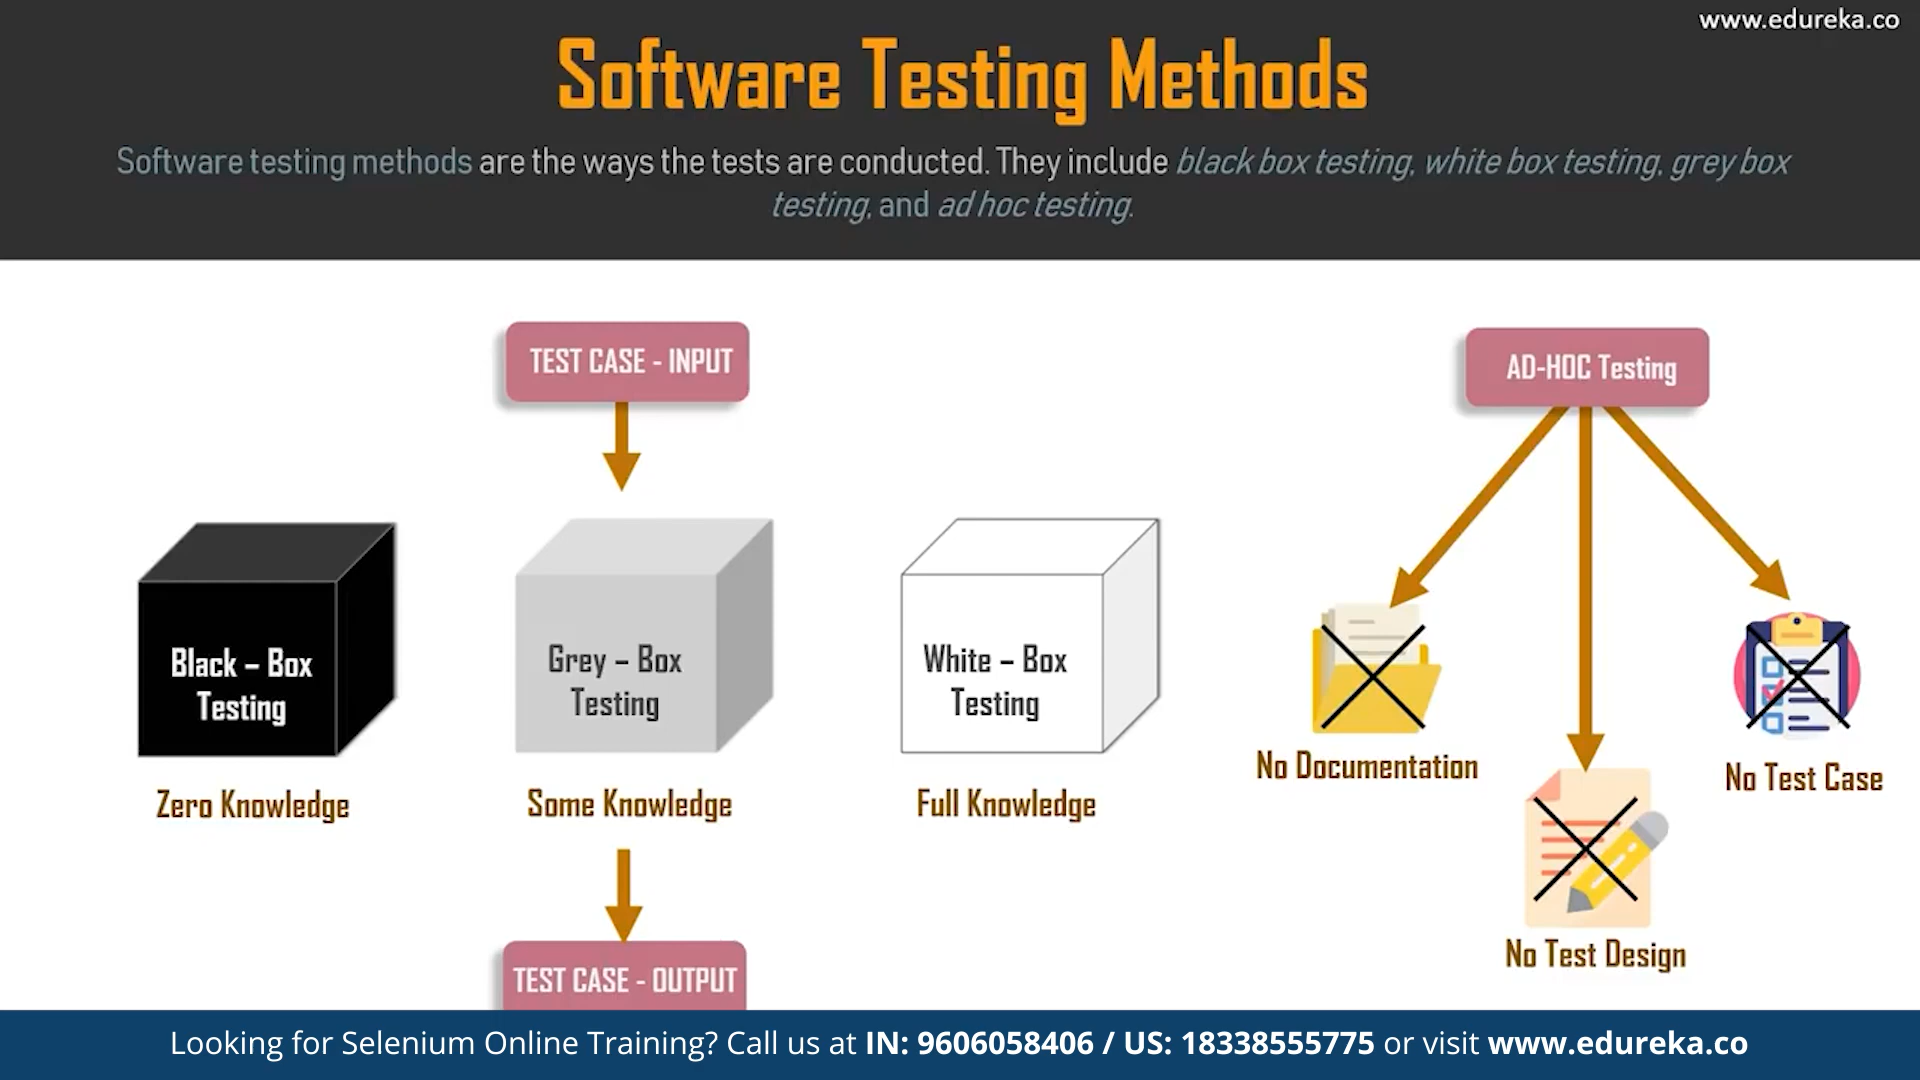 www.edureka.co
Software Testing Methods
Software testing methods are the ways the tests are conducted. They include black box testing, white box testing, grey box
testing, and ad hoc testing.
TEST CASE - INPUT
AD-HOC Testing
Black – Box
Testing
Grey – Box
Testing
White – Box
Testing
Zero Knowledge
Some Knowledge
Full Knowledge
No Documentation
No Test Case
No Test Design
TEST CASE - OUTPUT
Looking for Selenium Online Training? Call us at IN: 9606058406 / US: 18338555775 or visit www.edureka.co